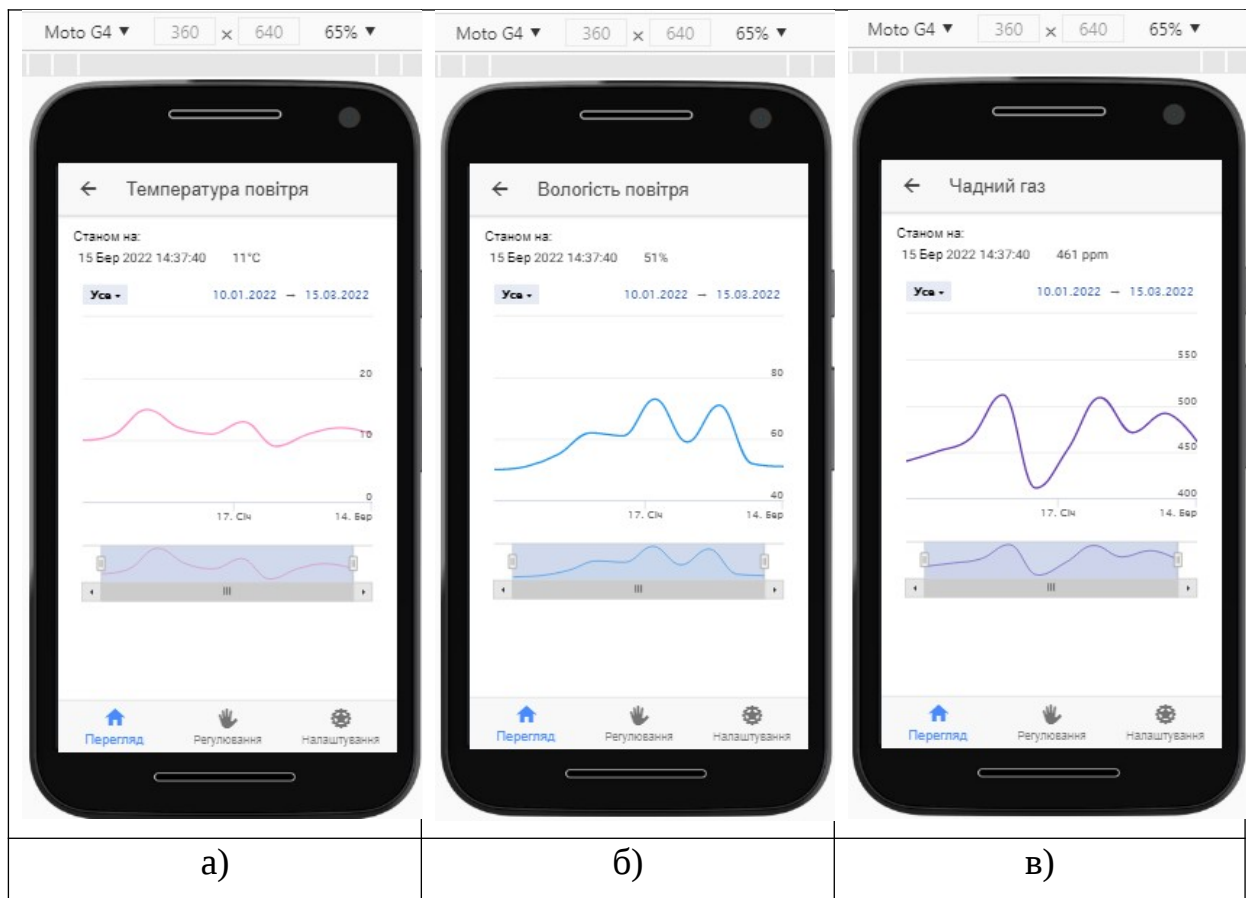 Moto G4 ▼ 360 × 640 65% ▼
← Температура повітря
Станом на:
15 Бер 2022 14:37:40 11°C
Усе 10.01.2022 → 15.03.2022
20
10
0
17. Січ 14. Бер
Перегляд Регулювання Налаштування
а)
Moto G4 ▼ 360 × 640 65% ▼
← Вологість повітря
Станом на:
15 Бер 2022 14:37:40 51%
Усе 10.01.2022 → 15.03.2022
80
60
40
17. Січ 14. Бер
Перегляд Регулювання Налаштування
б)
Moto G4 ▼ 360 × 640 65% ▼
← Чадний газ
Станом на:
15 Бер 2022 14:37:40 461 ppm
Усе 10.01.2022 → 15.03.2022
550
500
450
400
17. Січ 14. Бер
Перегляд Регулювання Налаштування
в)